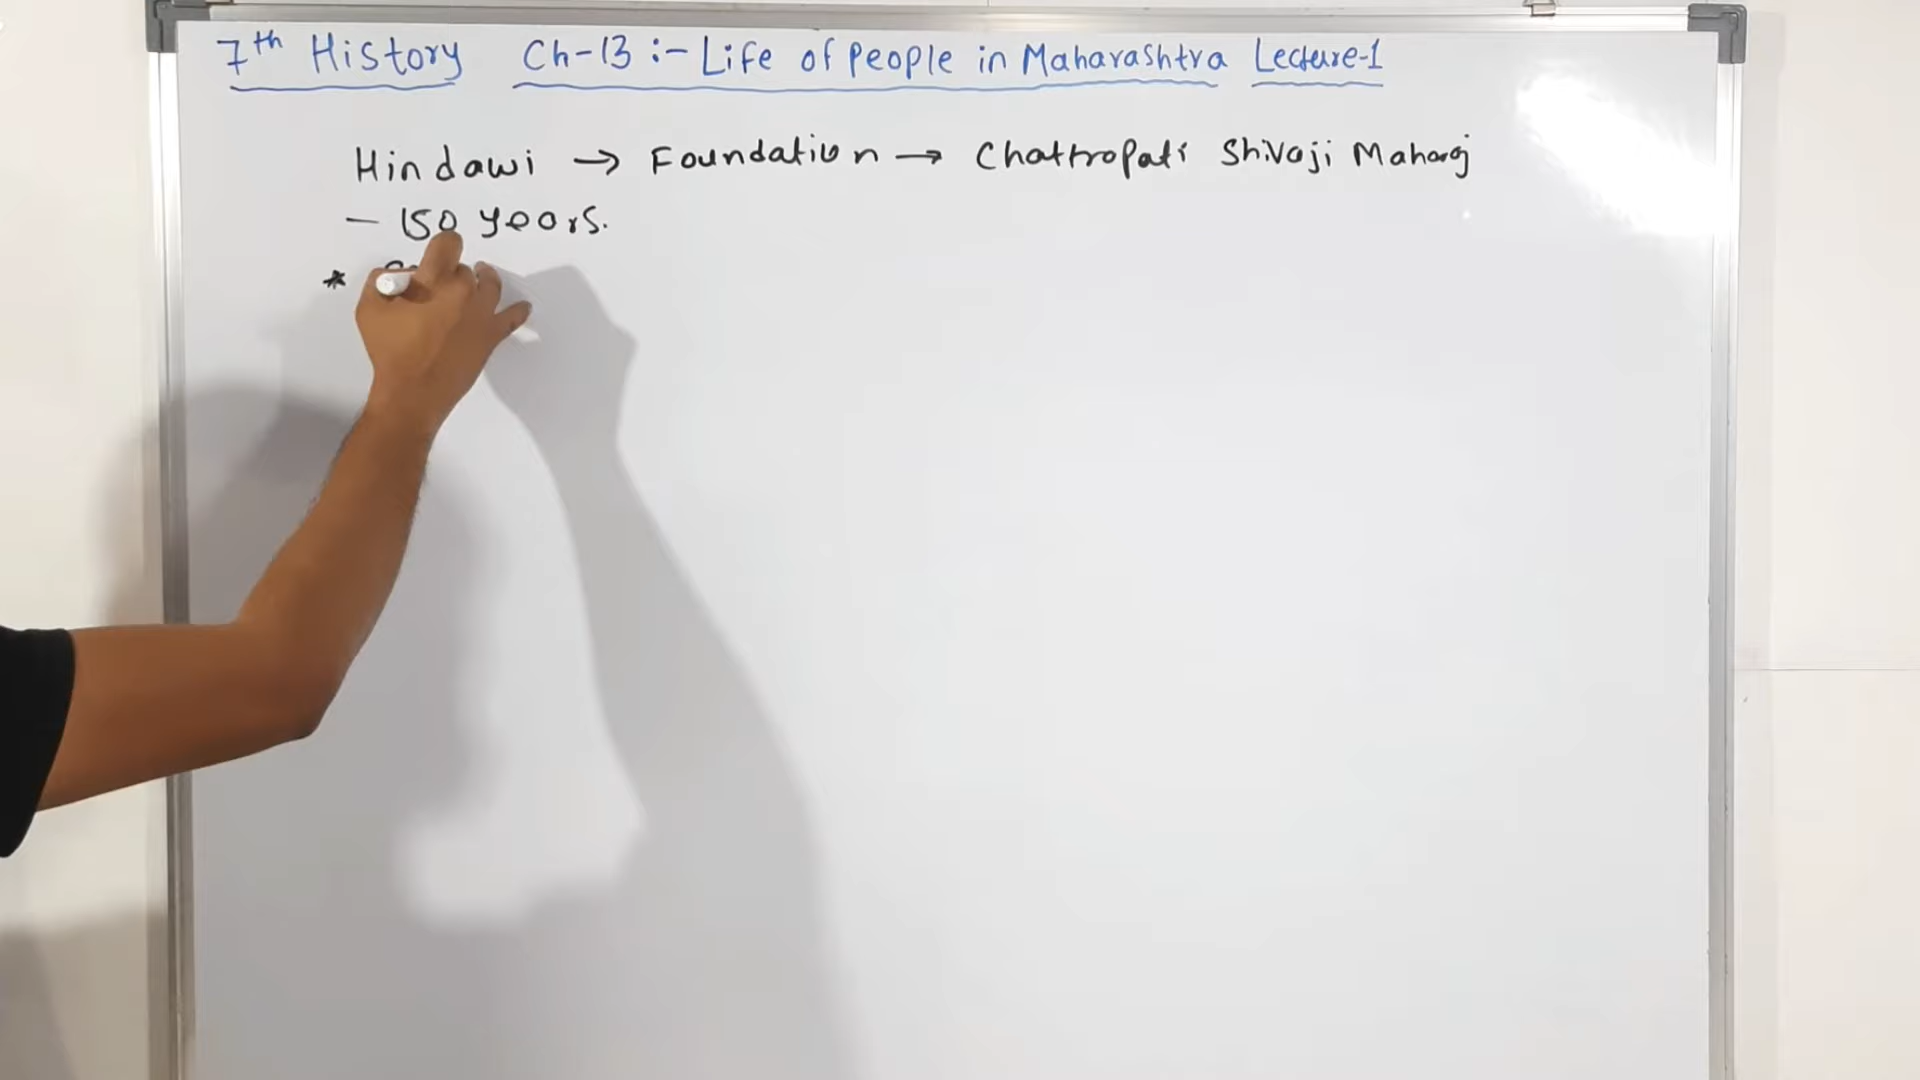 7th History Ch-13 :- Life of People in Maharashtra Lecture-1
Hindawi → Foundation → Chattropati Shivaji Maharaj
- 150 years.
*